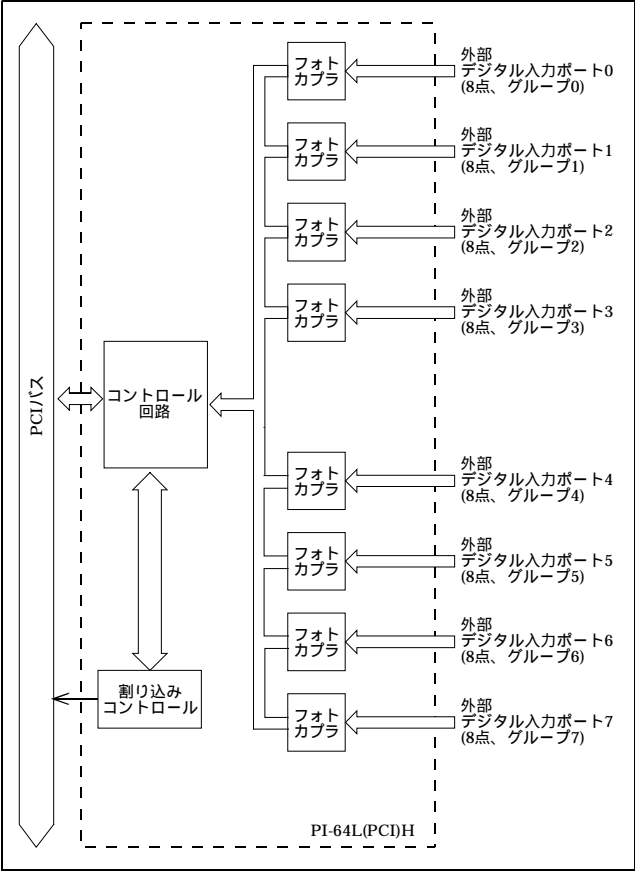 フォト
カプラ
外部
デジタル入力ポート0
(8点、グループ0)
フォト
カプラ
外部
デジタル入力ポート1
(8点、グループ1)
フォト
カプラ
外部
デジタル入力ポート2
(8点、グループ2)
フォト
カプラ
外部
デジタル入力ポート3
(8点、グループ3)
PCIバス
コントロール
回路
フォト
カプラ
外部
デジタル入力ポート4
(8点、グループ4)
フォト
カプラ
外部
デジタル入力ポート5
(8点、グループ5)
フォト
カプラ
外部
デジタル入力ポート6
(8点、グループ6)
割り込み
コントロール
フォト
カプラ
外部
デジタル入力ポート7
(8点、グループ7)
PI-64L(PCI)H